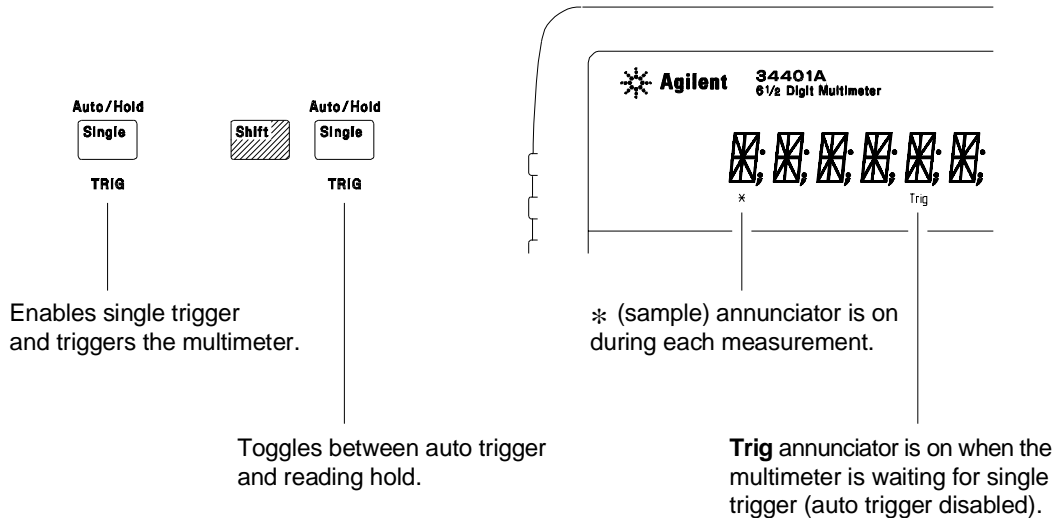 Agilent
34401A
6½ Digit Multimeter
Auto/Hold
Single
TRIG
Shift
Auto/Hold
Single
TRIG
*
Trig
Enables single trigger
and triggers the multimeter.
* (sample) annunciator is on
during each measurement.
Toggles between auto trigger
and reading hold.
Trig annunciator is on when the
multimeter is waiting for single
trigger (auto trigger disabled).